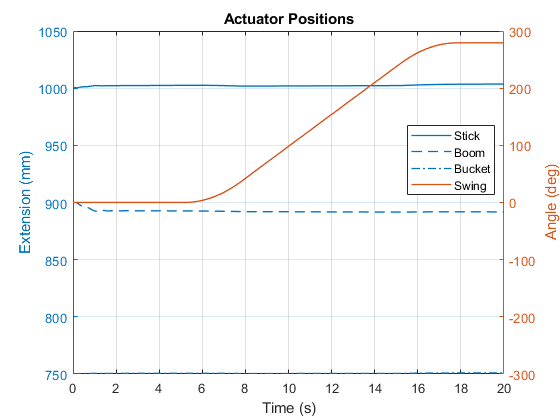 Actuator Positions
1050
1000
950
900
850
800
750
Extension (mm)
300
200
100
0
-100
-200
-300
Angle (deg)
Stick
Boom
Bucket
Swing
0 2 4 6 8 10 12 14 16 18 20
Time (s)